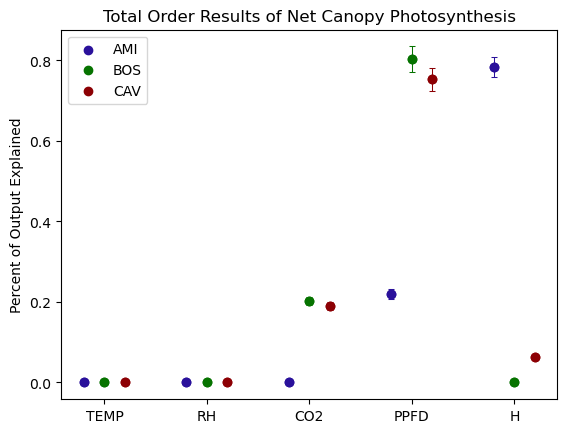 Total Order Results of Net Canopy Photosynthesis
AMI
BOS
CAV
Percent of Output Explained
0.8
0.6
0.4
0.2
0.0
TEMP RH CO2 PPFD H